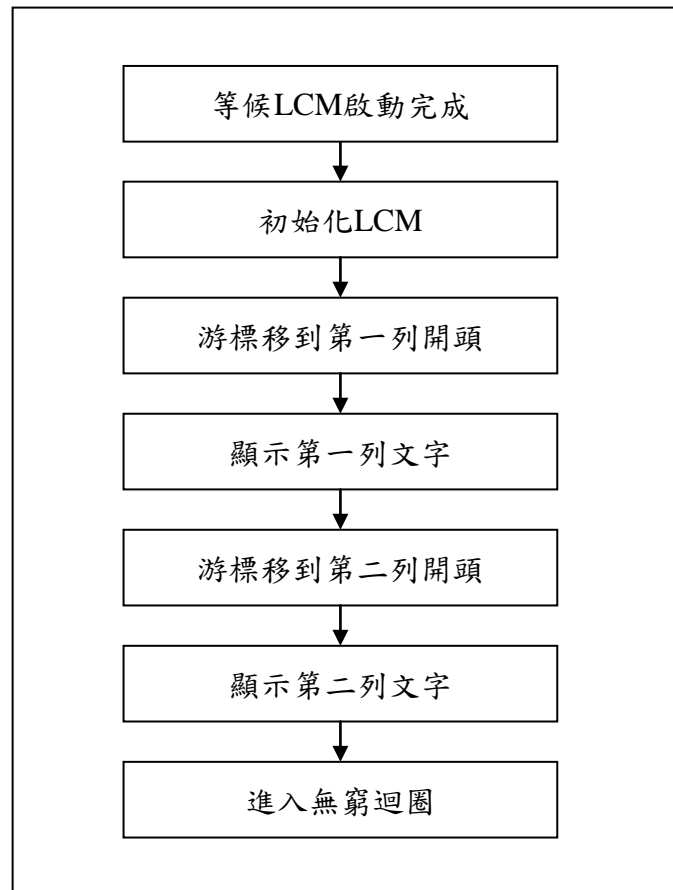 等候LCM啟動完成
初始化LCM
游標移到第一列開頭
顯示第一列文字
游標移到第二列開頭
顯示第二列文字
進入無窮迴圈